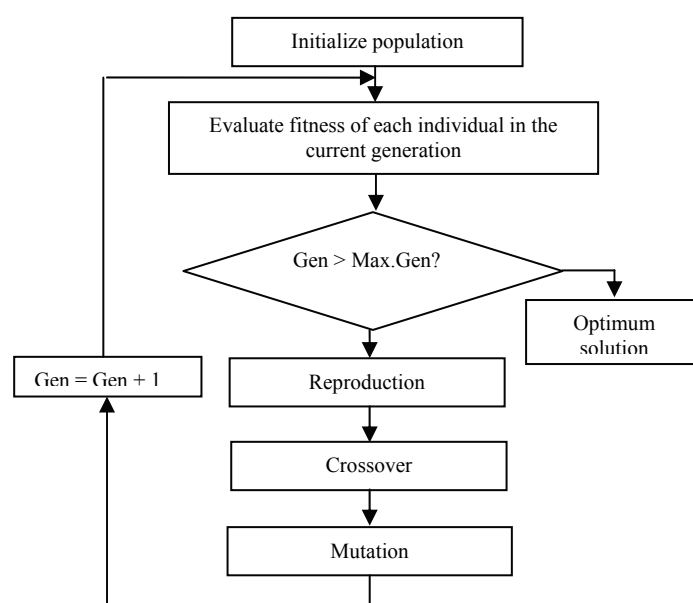 Initialize population
Evaluate fitness of each individual in the
current generation
Gen > Max.Gen?
Optimum
solution
Gen = Gen + 1
Reproduction
Crossover
Mutation